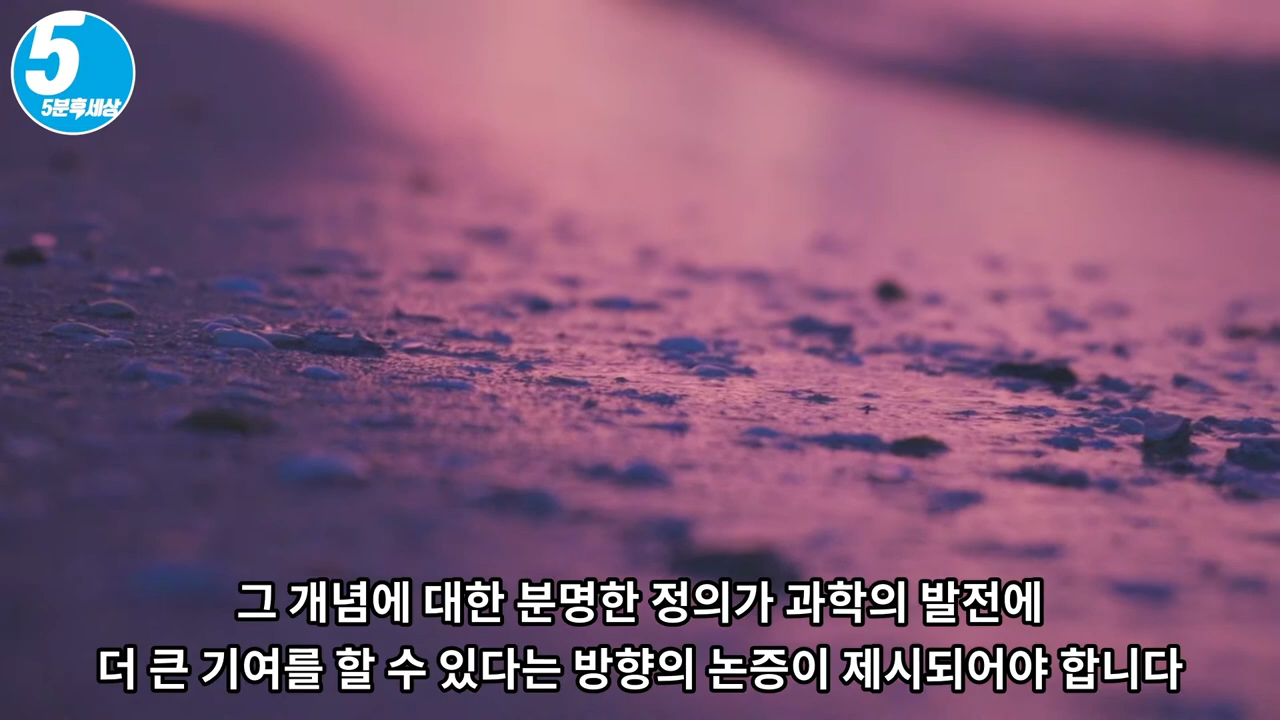 5
5분후세상
그 개념에 대한 분명한 정의가 과학의 발전에
더 큰 기여를 할 수 있다는 방향의 논증이 제시되어야 합니다